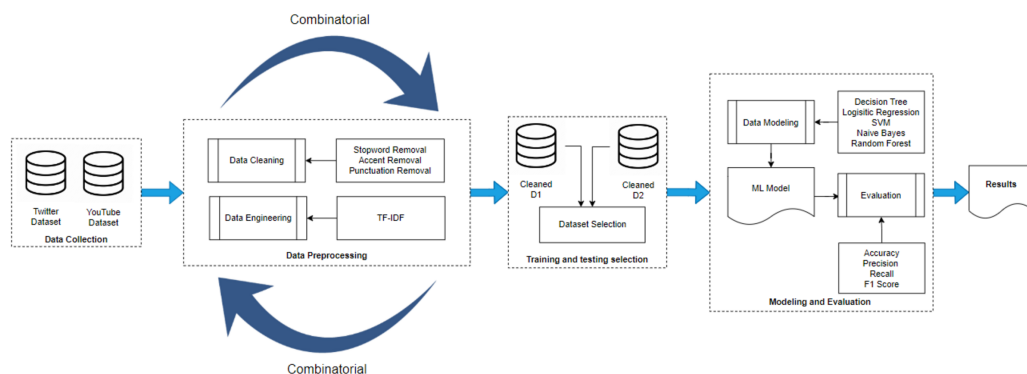 Combinatorial
Twitter
Dataset
YouTube
Dataset
Data Collection
Data Cleaning
Stopword Removal
Accent Removal
Punctuation Removal
Data Engineering
TF-IDF
Data Preprocessing
Cleaned
D1
Cleaned
D2
Dataset Selection
Training and testing selection
Data Modeling
Decision Tree
Logisitic Regression
SVM
Naive Bayes
Random Forest
ML Model
Evaluation
Accuracy
Precision
Recall
F1 Score
Modeling and Evaluation
Results
Combinatorial